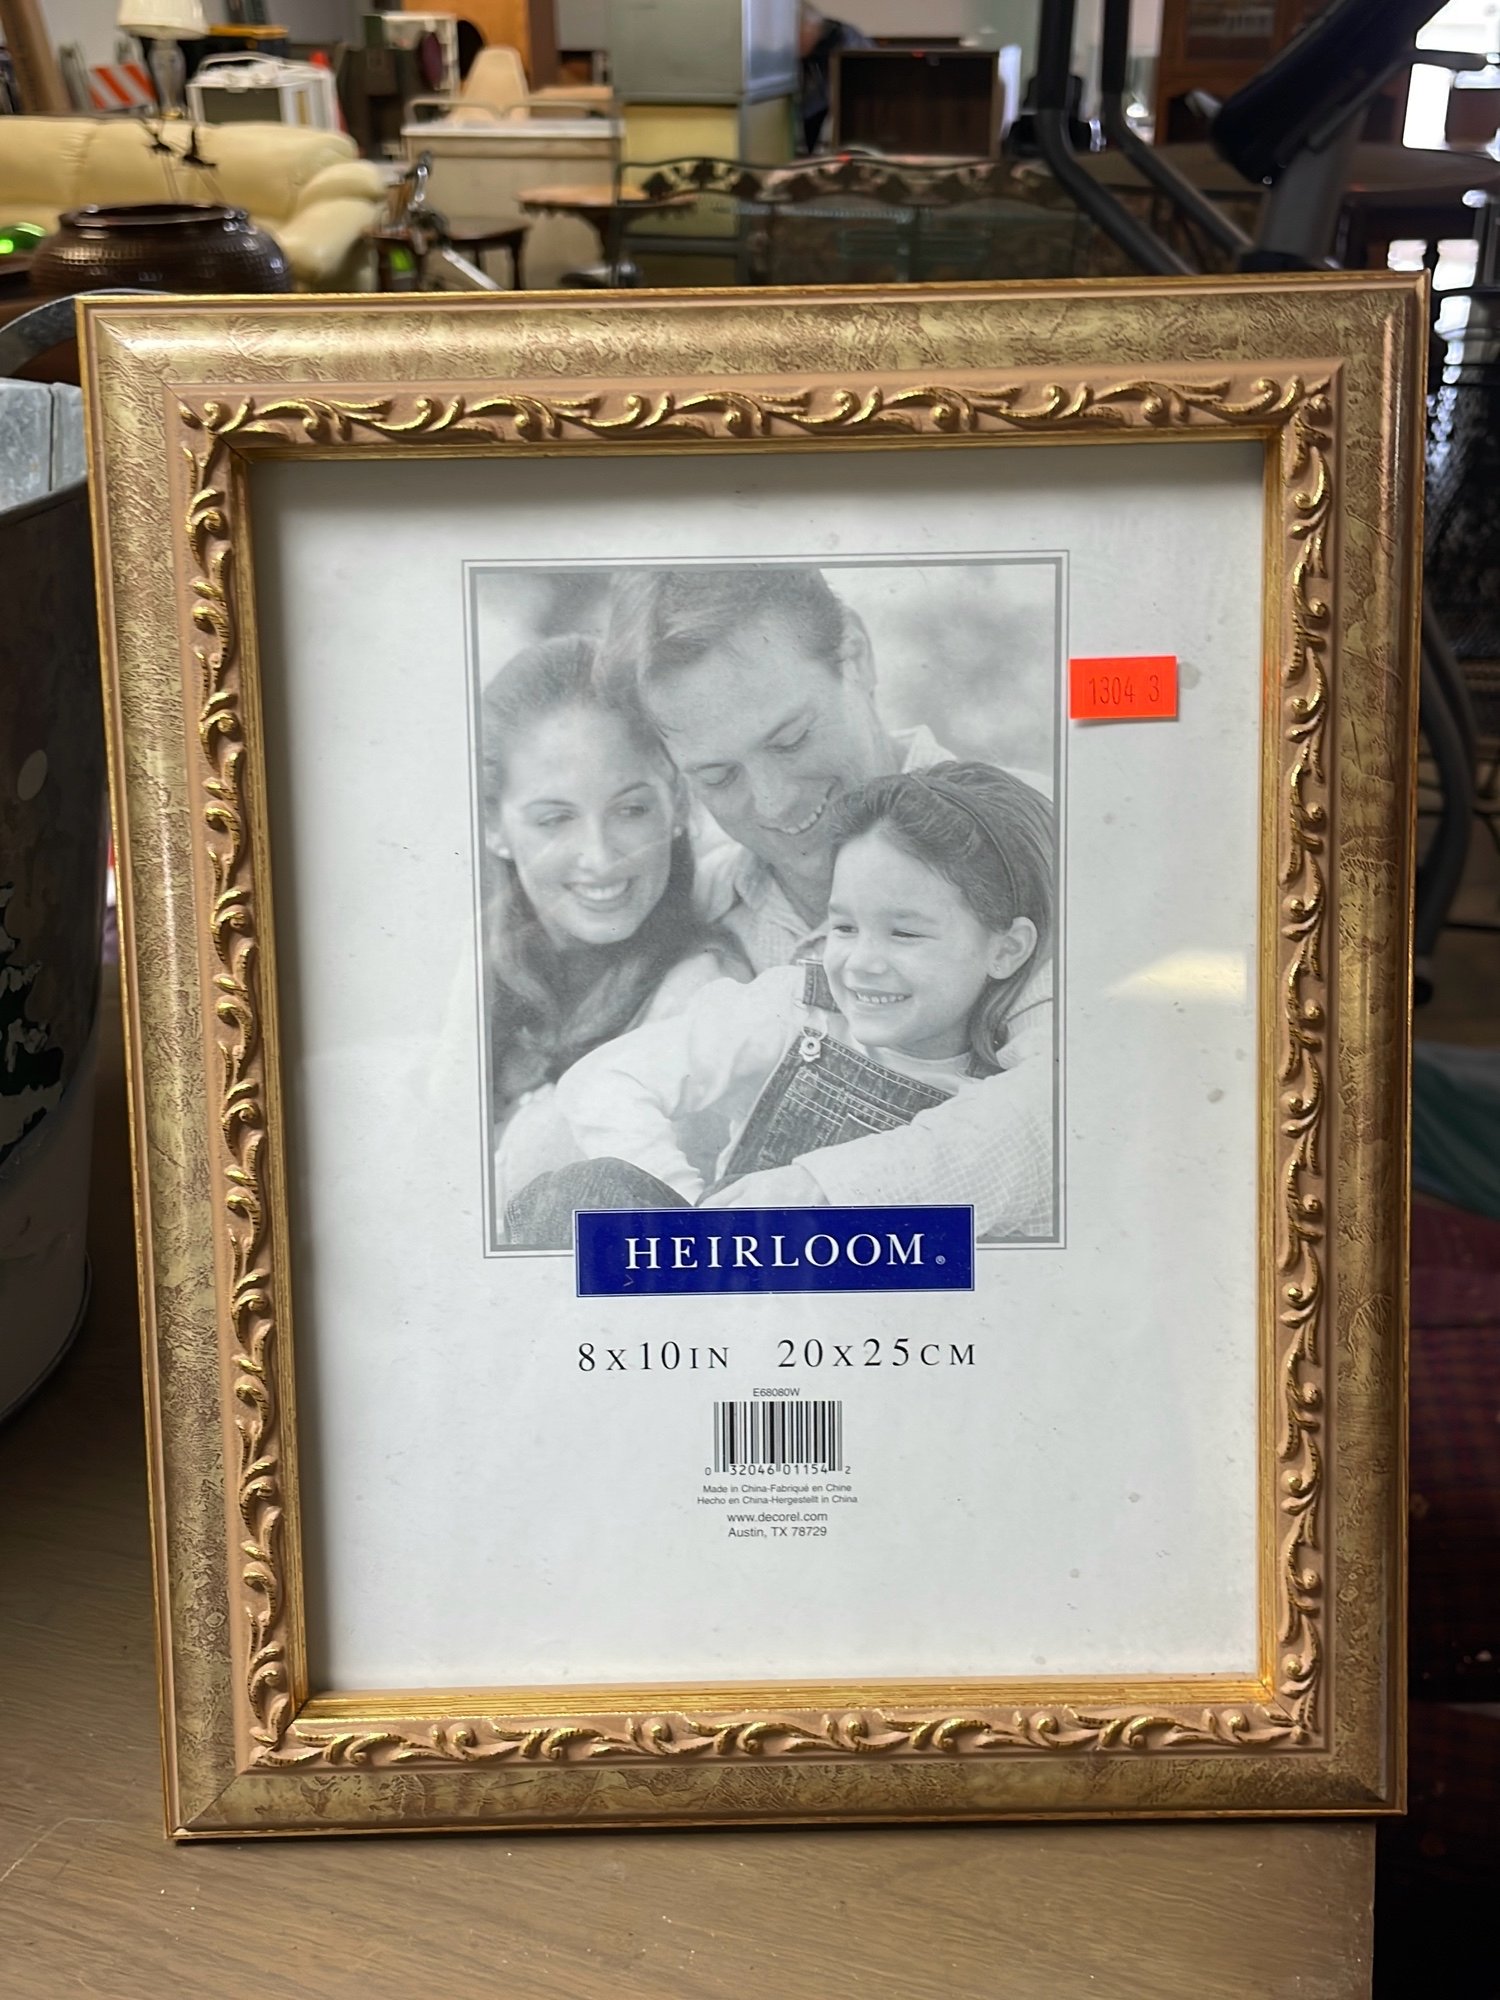 1304 3
HEIRLOOM®
8X10IN 20X25CM
E68080W
0 32046 01154 2
Made in China-Fabriqué en Chine
Hecho en China-Hergestellt in China
www.decorel.com
Austin, TX 78729